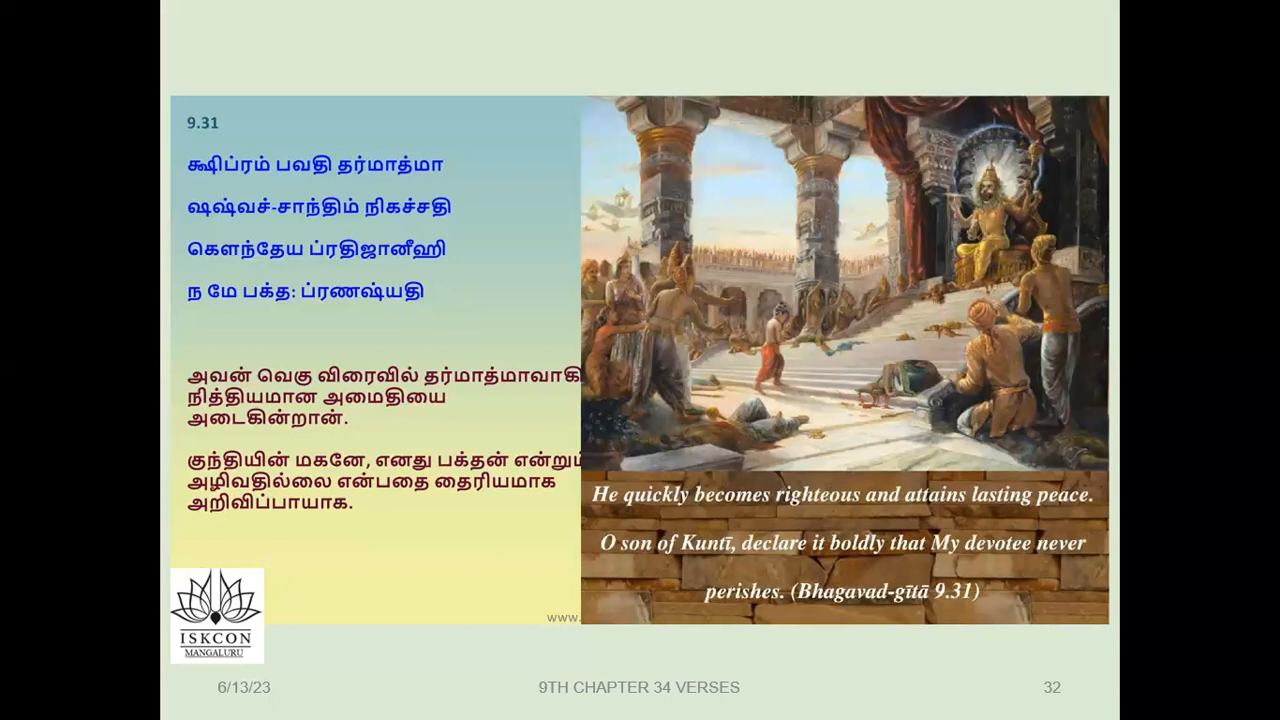 9.31
க்ஷிப்ரம் பவதி தர்மாத்மா
ஷஷ்வச்-சாந்திம் நிகச்சதி
கௌந்தேய ப்ரதிஜானீஹி
ந மே பக்த: ப்ரணஷ்யதி
அவன் வெகு விரைவில்
நித்தியமான அமைதியை
அடைகின்றான்.
குந்தியின் மகனே, எனது பக்தன்
அழிவதில்லை என்பதை தைரியமாக
அறிவிப்பாயாக.
www.
He quickly becomes righteous and attains lasting peace.
O son of Kuntī, declare it boldly that My devotee never
perishes. (Bhagavad-gītā 9.31)
ISKCON
MANGALURU
6/13/23
9TH CHAPTER 34 VERSES
32